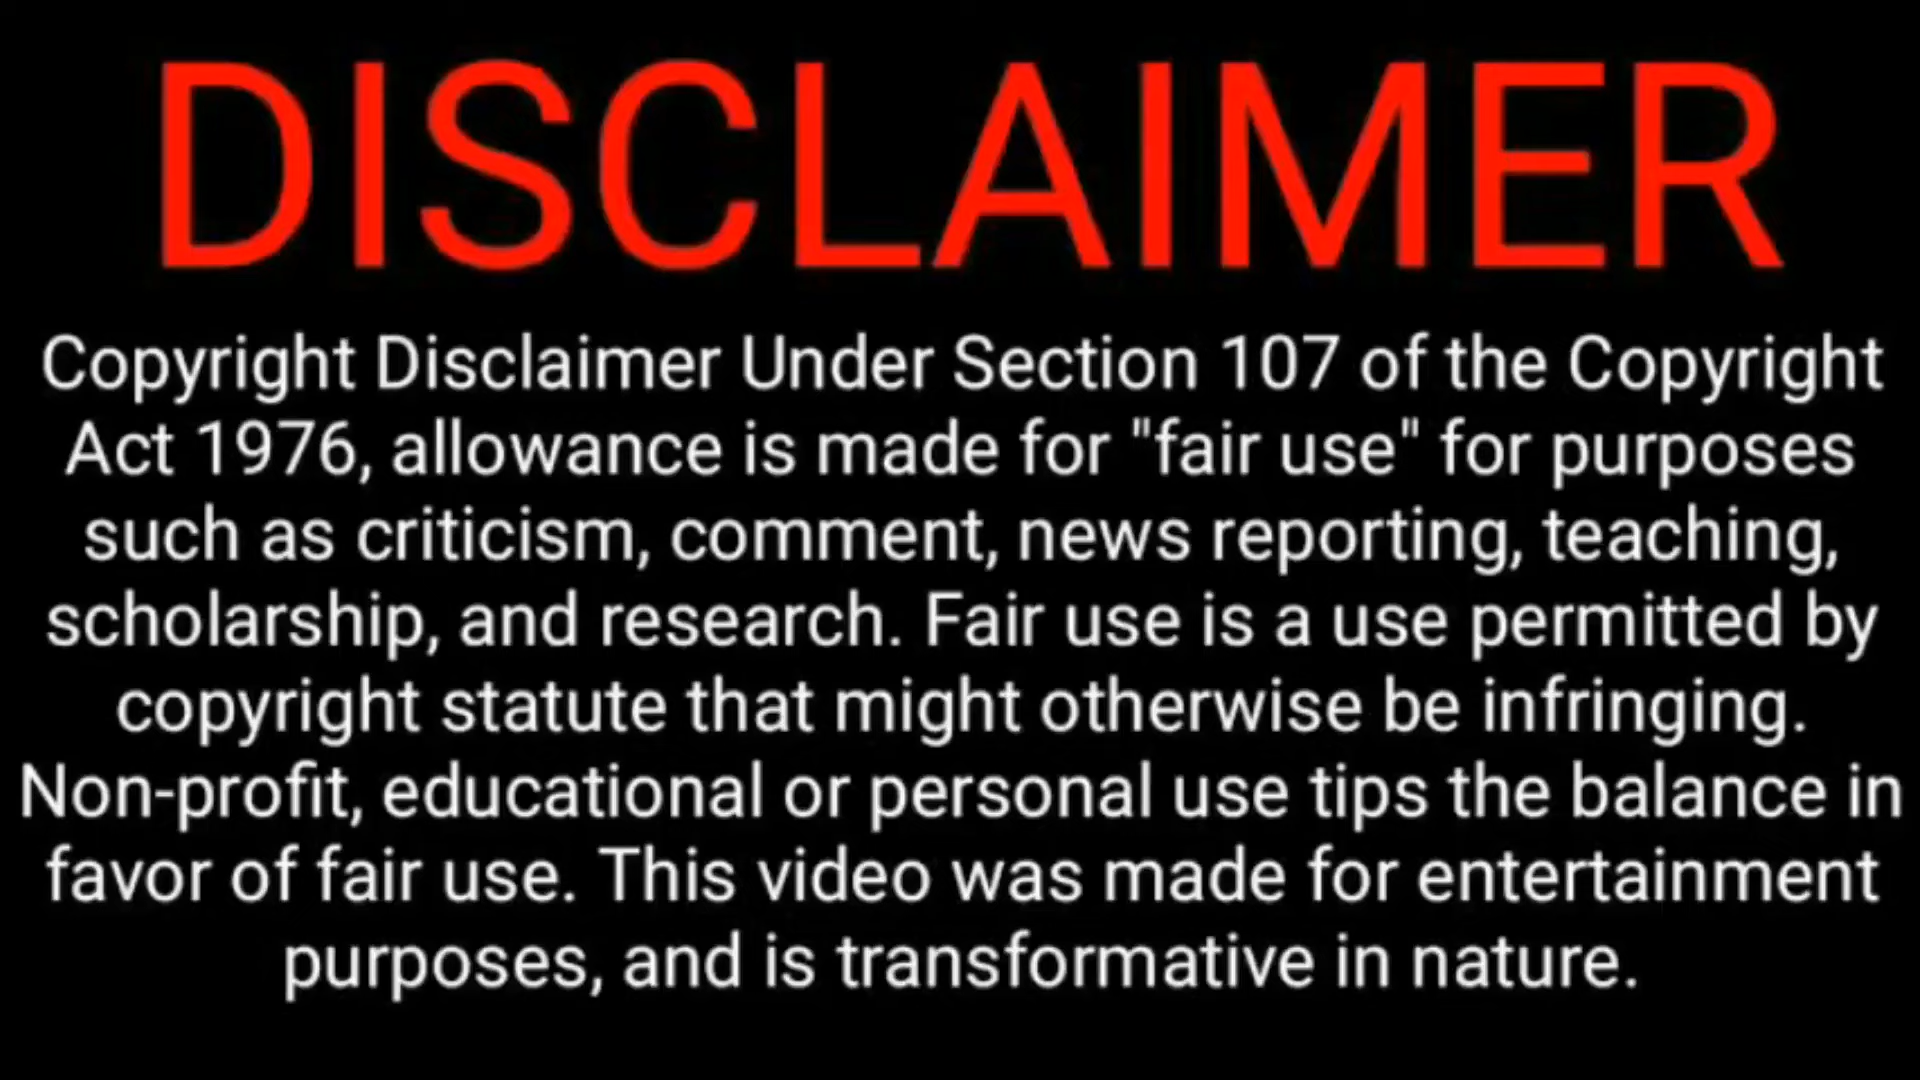 DISCLAIMER
Copyright Disclaimer Under Section 107 of the Copyright
Act 1976, allowance is made for "fair use" for purposes
such as criticism, comment, news reporting, teaching,
scholarship, and research. Fair use is a use permitted by
copyright statute that might otherwise be infringing.
Non-profit, educational or personal use tips the balance in
favor of fair use. This video was made for entertainment
purposes, and is transformative in nature.